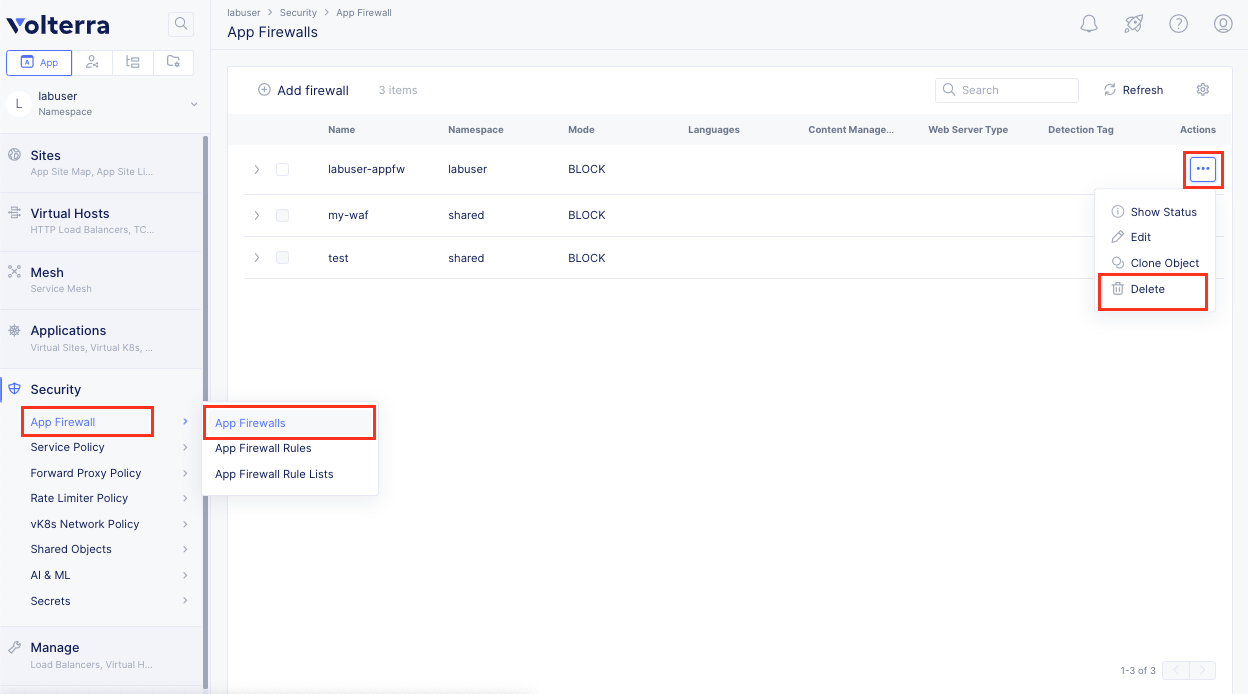 Volterra
App
L
labuser
Namespace
Sites
App Site Map, App Site Li...
Virtual Hosts
HTTP Load Balancers, TC...
Mesh
Service Mesh
Applications
Virtual Sites, Virtual K8s, ...
Security
App Firewall
Service Policy
Forward Proxy Policy
Rate Limiter Policy
vK8s Network Policy
Shared Objects
AI & ML
Secrets
Manage
Load Balancers, Virtual H...
App Firewalls
App Firewall Rules
App Firewall Rule Lists
labuser > Security > App Firewall
App Firewalls
Add firewall 3 items Search Refresh
Name Namespace Mode Languages Content Manage... Web Server Type Detection Tag Actions
labuser-appfw labuser BLOCK
my-waf shared BLOCK
test shared BLOCK
Show Status
Edit
Clone Object
Delete
1-3 of 3